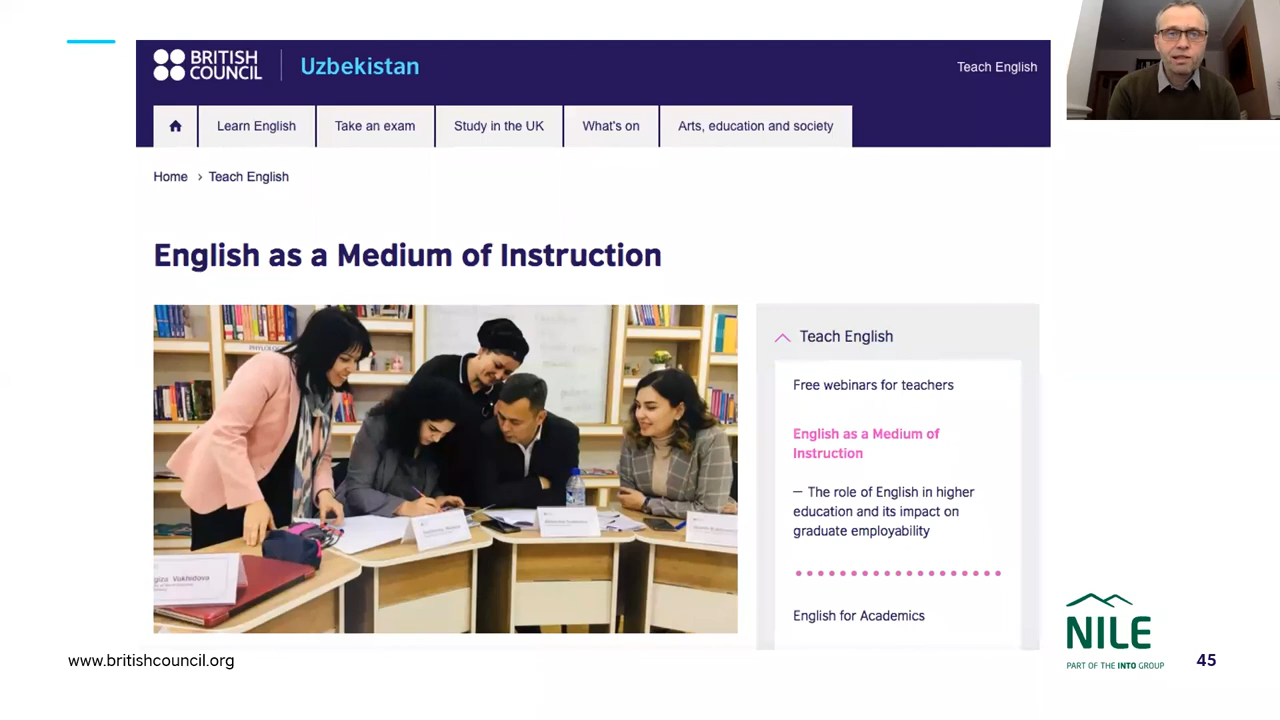 BRITISH
COUNCIL
Uzbekistan
Teach English
Learn English
Take an exam
Study in the UK
What's on
Arts, education and society
Home › Teach English
English as a Medium of Instruction
Teach English
Free webinars for teachers
English as a Medium of
Instruction
— The role of English in higher
education and its impact on
graduate employability
English for Academics
Vokhidova
www.britishcouncil.org
NILE
PART OF THE INTO GROUP
45